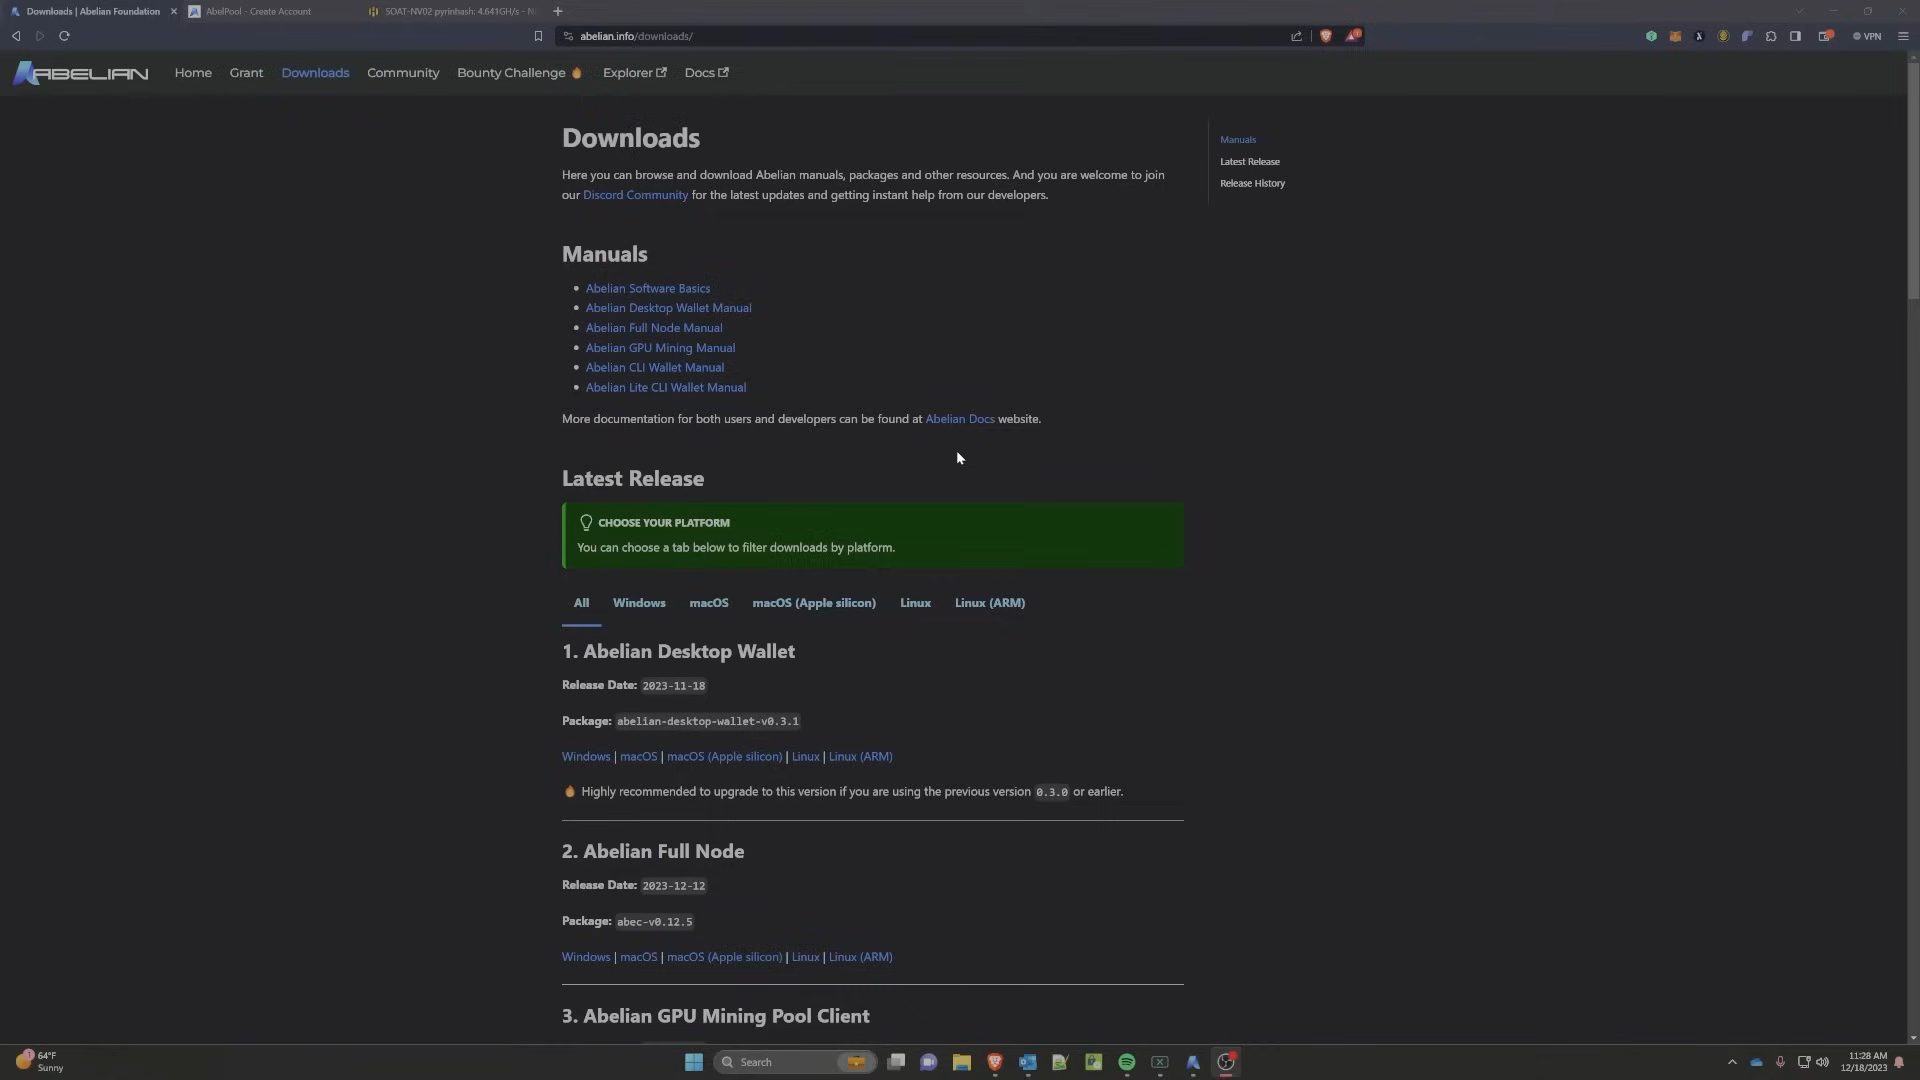 Downloads | Abelian Foundation
AbelPool - Create Account
SOAT-NV02 pyrinhash: 4.641GH/s -
abelian.info/downloads/
VPN
ABELIAN
Home
Grant
Downloads
Community
Bounty Challenge
Explorer
Docs
Downloads
Here you can browse and download Abelian manuals, packages and other resources. And you are welcome to join
our Discord Community for the latest updates and getting instant help from our developers.
Manuals
Latest Release
Release History
Manuals
Abelian Software Basics
Abelian Desktop Wallet Manual
Abelian Full Node Manual
Abelian GPU Mining Manual
Abelian CLI Wallet Manual
Abelian Lite CLI Wallet Manual
More documentation for both users and developers can be found at Abelian Docs website.
Latest Release
CHOOSE YOUR PLATFORM
You can choose a tab below to filter downloads by platform.
All
Windows
macOS
macOS (Apple silicon)
Linux
Linux (ARM)
1. Abelian Desktop Wallet
Release Date: 2023-11-18
Package: abelian-desktop-wallet-v0.3.1
Windows | macOS | macOS (Apple silicon) | Linux | Linux (ARM)
Highly recommended to upgrade to this version if you are using the previous version 0.3.0 or earlier.
2. Abelian Full Node
Release Date: 2023-12-12
Package: abec-v0.12.5
Windows | macOS | macOS (Apple silicon) | Linux | Linux (ARM)
3. Abelian GPU Mining Pool Client
64°F
Sunny
Search
11:28 AM
12/18/2023